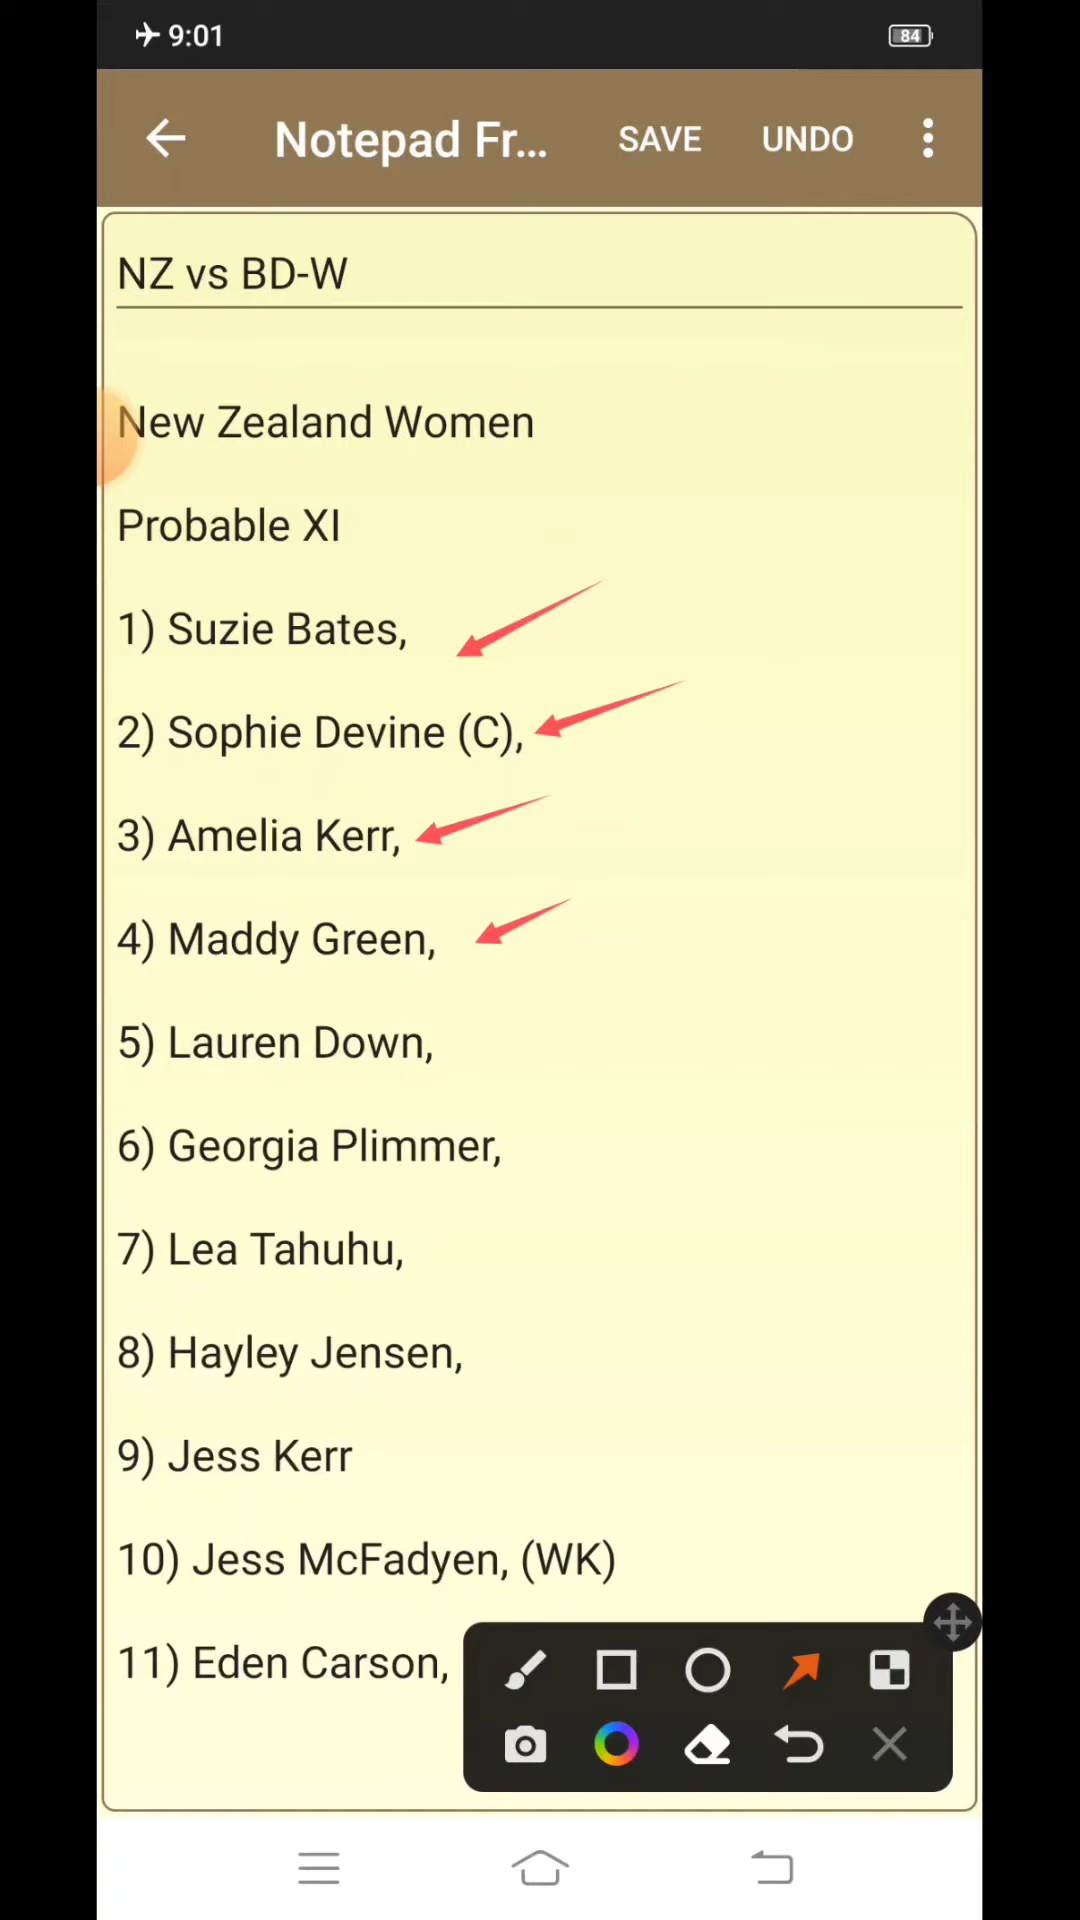 9:01
84
Notepad Fr... SAVE UNDO
NZ vs BD-W
New Zealand Women
Probable XI
1) Suzie Bates,
2) Sophie Devine (C),
3) Amelia Kerr,
4) Maddy Green,
5) Lauren Down,
6) Georgia Plimmer,
7) Lea Tahuhu,
8) Hayley Jensen,
9) Jess Kerr
10) Jess McFadyen, (WK)
11) Eden Carson,